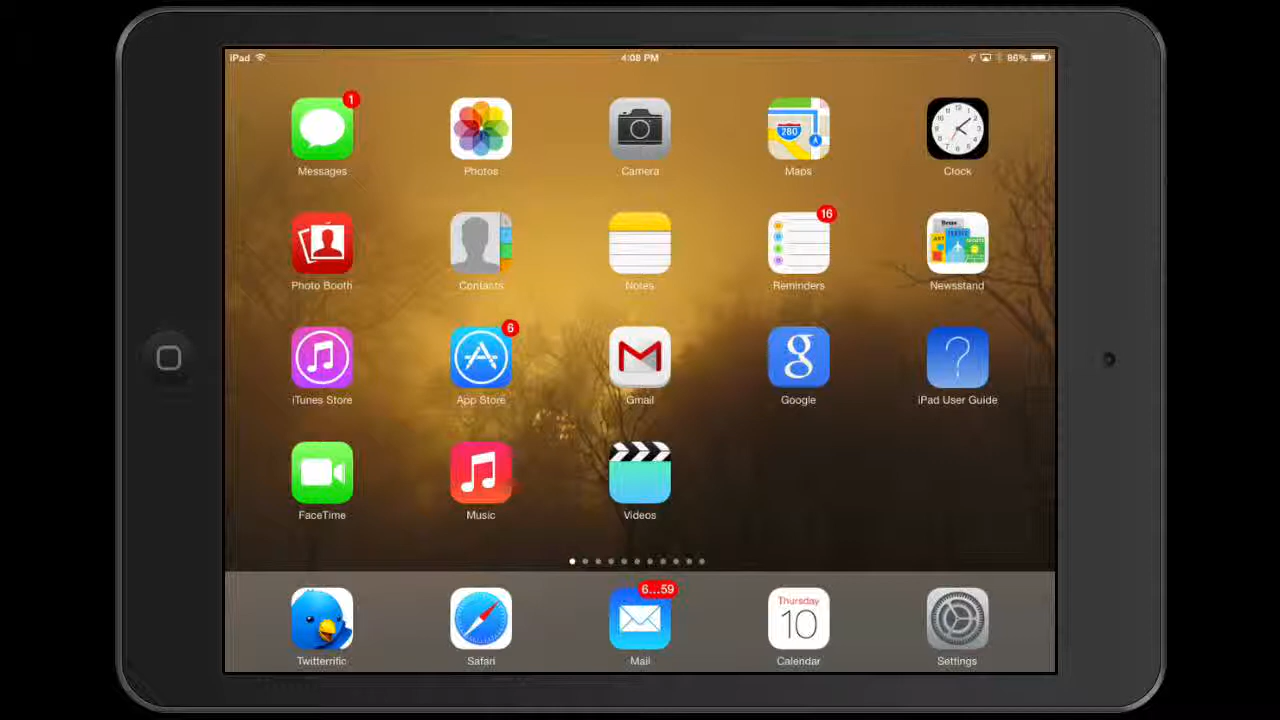 iPad 4:08 PM 86%
1
Messages Photos Camera Maps Clock
280
16
Photo Booth Contacts Notes Reminders Newsstand
6
g ?
iTunes Store App Store Gmail Google iPad User Guide
FaceTime Music Videos
6...59
Thursday
10
Twitterrific Safari Mail Calendar Settings